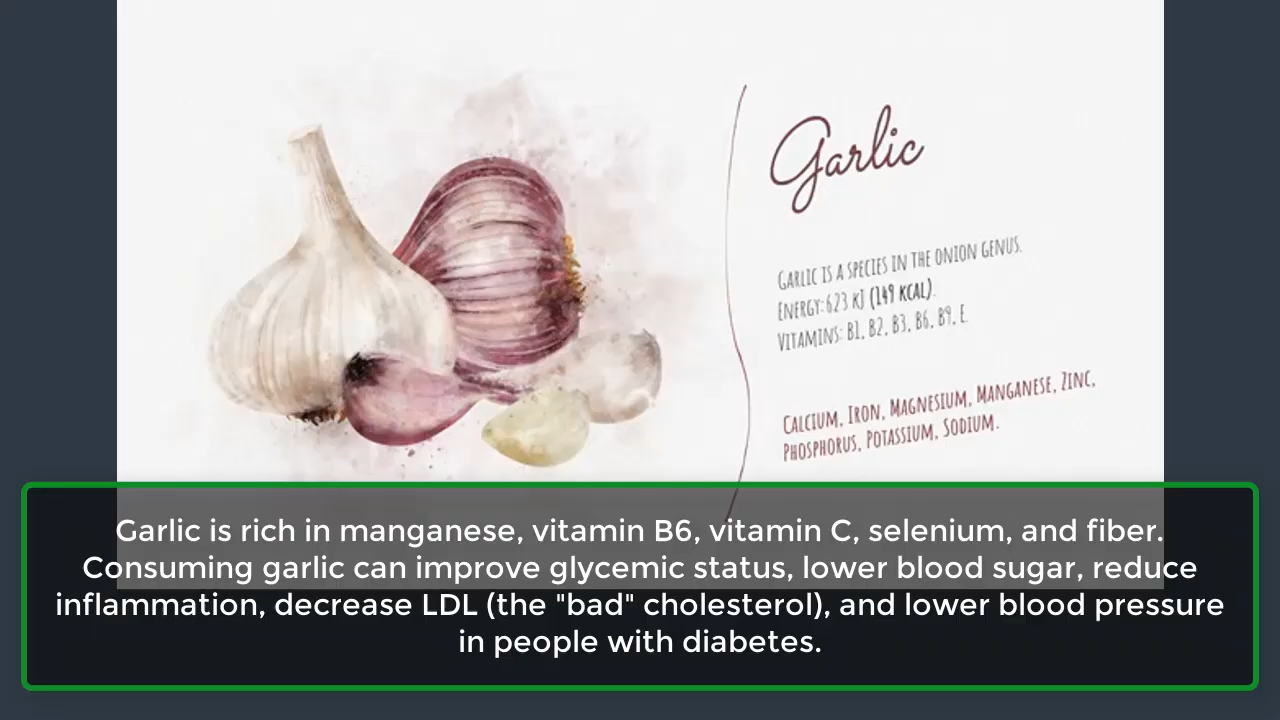 Garlic
GARLIC IS A SPECIES IN THE ONION GENUS.
ENERGY: 623 KJ (149 KCAL).
VITAMINS: B1, B2, B3, B6, B9, E.
CALCIUM, IRON, MAGNESIUM, MANGANESE, ZINC,
PHOSPHORUS, POTASSIUM, SODIUM.
Garlic is rich in manganese, vitamin B6, vitamin C, selenium, and fiber.
Consuming garlic can improve glycemic status, lower blood sugar, reduce
inflammation, decrease LDL (the "bad" cholesterol), and lower blood pressure
in people with diabetes.